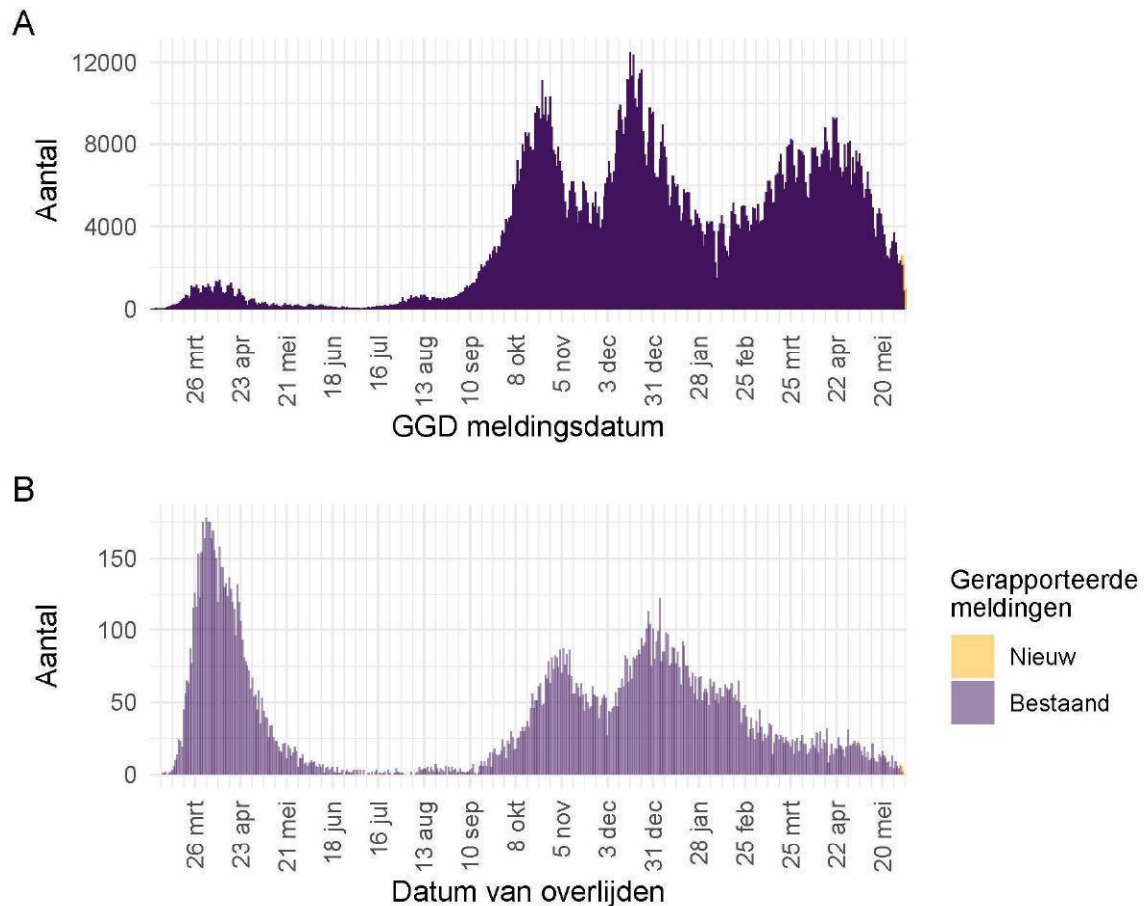 A
12000
8000
4000
0
Aantal
26 mrt
23 apr
21 mei
18 jun
16 jul
13 aug
10 sep
8 okt
5 nov
3 dec
31 dec
28 jan
25 feb
25 mrt
22 apr
20 mei
GGD meldingsdatum
B
150
100
50
0
Aantal
26 mrt
23 apr
21 mei
18 jun
16 jul
13 aug
10 sep
8 okt
5 nov
3 dec
31 dec
28 jan
25 feb
25 mrt
22 apr
20 mei
Datum van overlijden
Gerapporteerde
meldingen
Nieuw
Bestaand